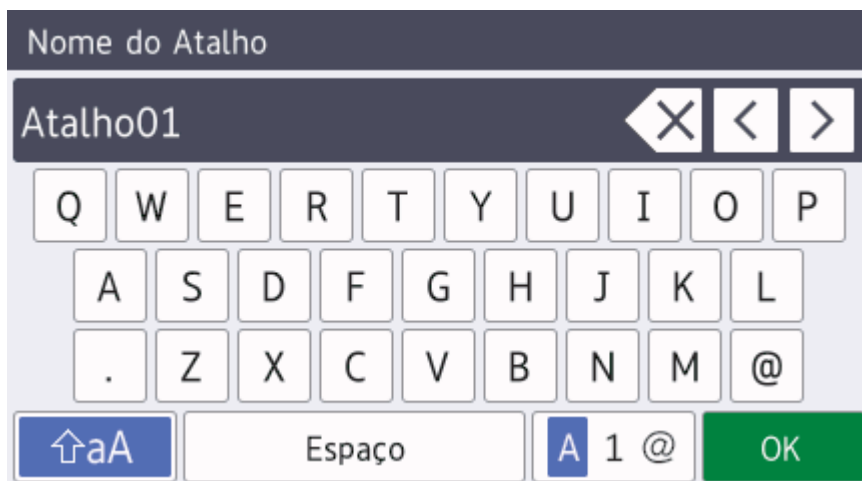 Nome do Atalho
Atalho01
Q W E R T Y U I O P
A S D F G H J K L
. Z X C V B N M @
aA Espaço A 1 @ OK